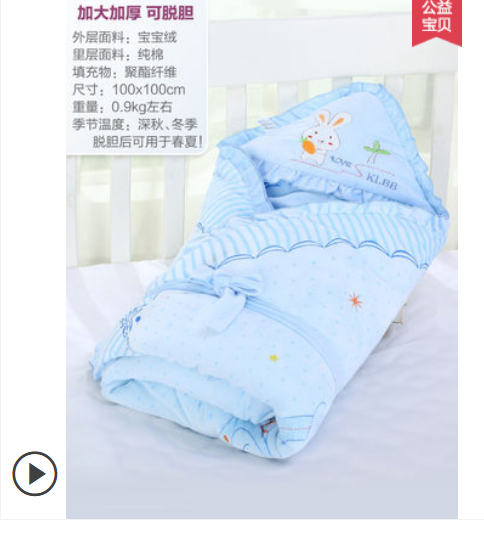 加大加厚 可脱胆
外层面料：宝宝绒
里层面料：纯棉
填充物：聚酯纤维
尺寸：100x100cm
重量：0.9kg左右
季节温度：深秋、冬季
脱胆后可用于春夏！
公益
宝贝
love
KLBB